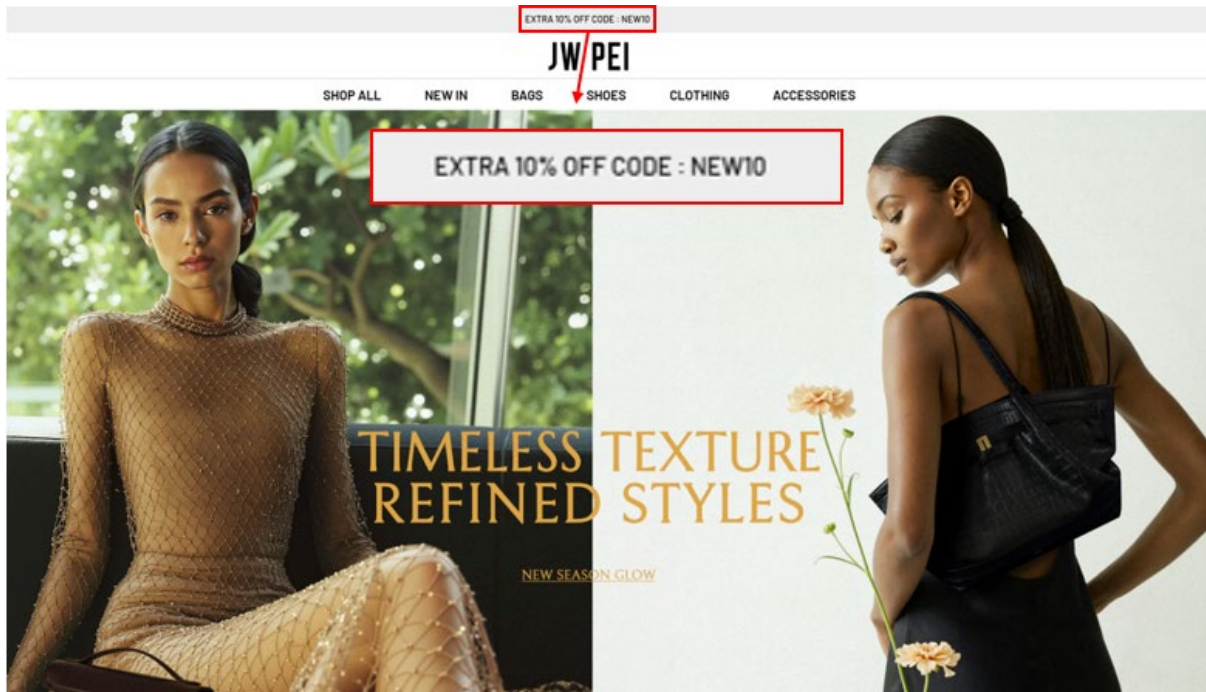 EXTRA 10% OFF CODE : NEW10
JW PEI
SHOP ALL NEW IN BAGS SHOES CLOTHING ACCESSORIES
EXTRA 10% OFF CODE : NEW10
TIMELESS TEXTURE
REFINED STYLES
NEW SEASON GLOW